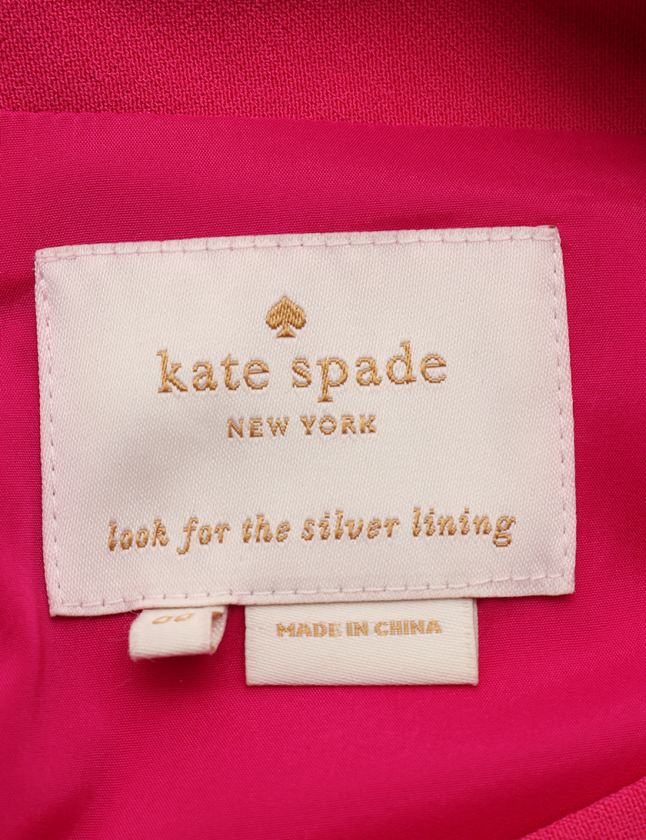 kate spade
NEW YORK
look for the silver lining
MADE IN CHINA